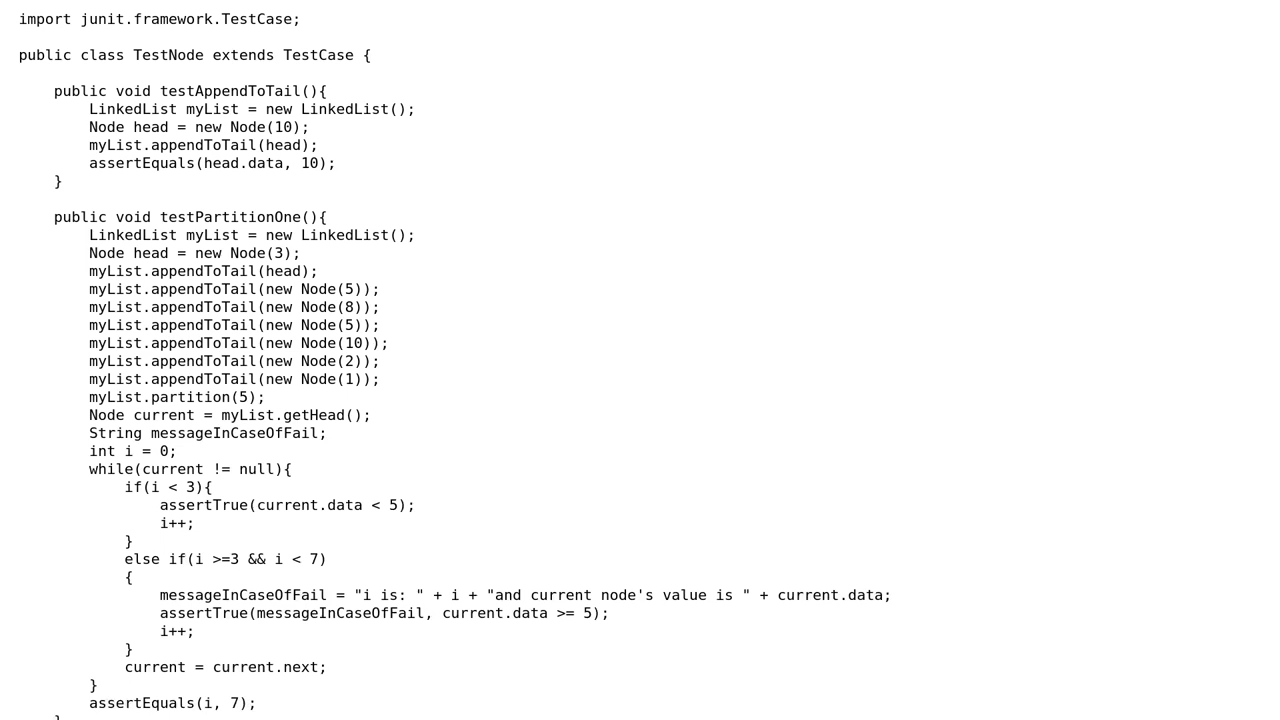 import junit.framework.TestCase;

public class TestNode extends TestCase {

    public void testAppendToTail(){
        LinkedList myList = new LinkedList();
        Node head = new Node(10);
        myList.appendToTail(head);
        assertEquals(head.data, 10);
    }

    public void testPartitionOne(){
        LinkedList myList = new LinkedList();
        Node head = new Node(3);
        myList.appendToTail(head);
        myList.appendToTail(new Node(5));
        myList.appendToTail(new Node(8));
        myList.appendToTail(new Node(5));
        myList.appendToTail(new Node(10));
        myList.appendToTail(new Node(2));
        myList.appendToTail(new Node(1));
        myList.partition(5);
        Node current = myList.getHead();
        String messageInCaseOfFail;
        int i = 0;
        while(current != null){
            if(i < 3){
                assertTrue(current.data < 5);
                i++;
            }
            else if(i >=3 && i < 7)
            {
                messageInCaseOfFail = "i is: " + i + "and current node's value is " + current.data;
                assertTrue(messageInCaseOfFail, current.data >= 5);
                i++;
            }
            current = current.next;
        }
        assertEquals(i, 7);
    }